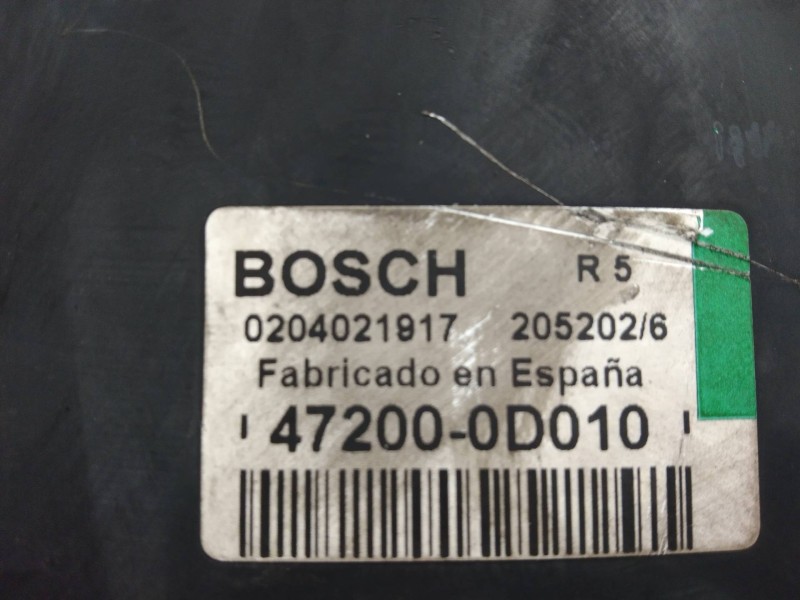 BOSCH R 5
0204021917 205202/6
Fabricado en España
47200-0D010